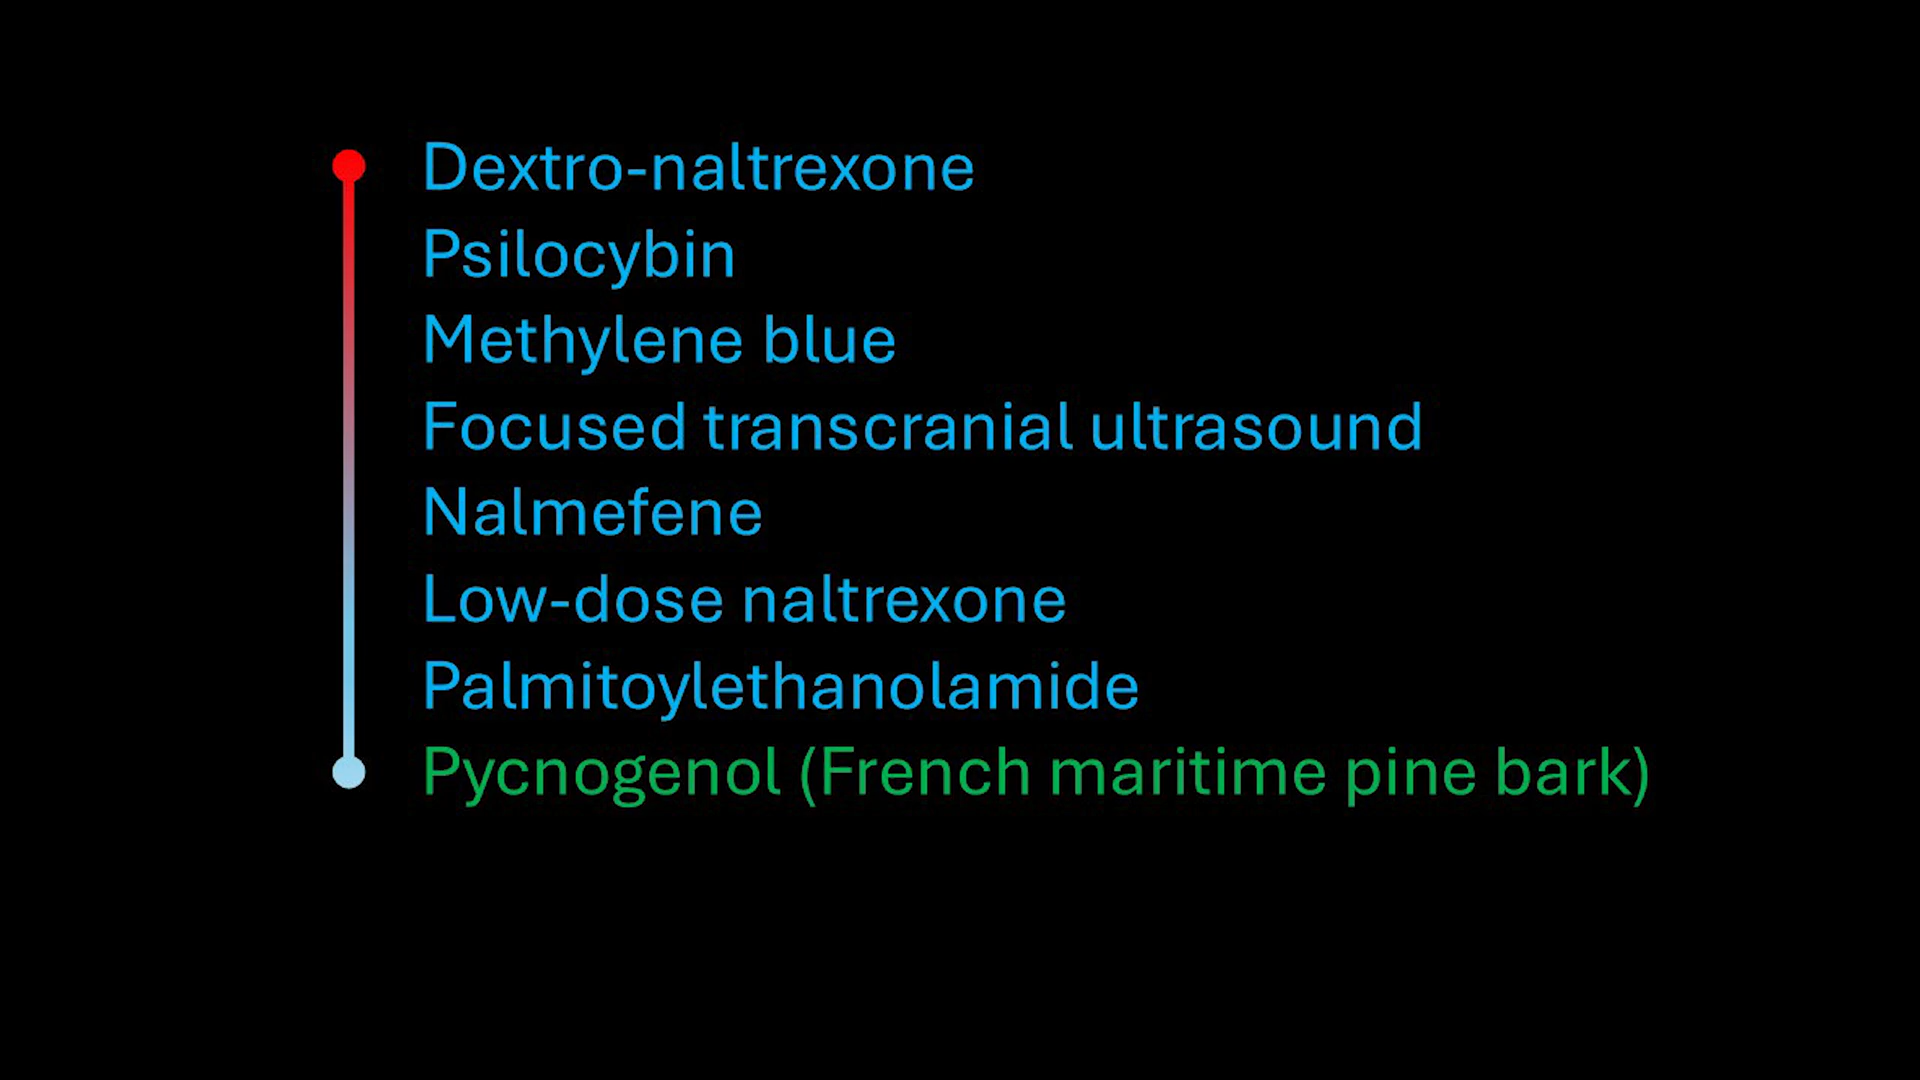 Dextro-naltrexone
Psilocybin
Methylene blue
Focused transcranial ultrasound
Nalmefene
Low-dose naltrexone
Palmitoylethanolamide
Pycnogenol (French maritime pine bark)